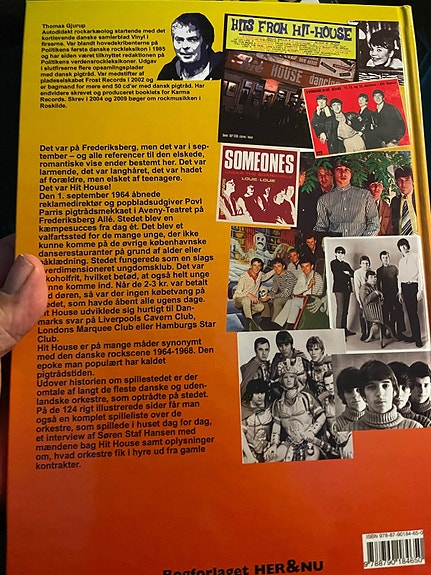 Thomas Gjurup
Autodidakt rockarkæolog startende med det
kortlevende danske samlerblad Vinyl i
firserne. Var blandt hovedskribenterne på
Politikens første danske rockleksikon i 1985
og har siden været tilknyttet redaktionen på
Politikens verdensrockleksikoner. Udgav
i slutfirserne flere opsamlingsplader
med dansk pigtråd. Var medstifter af
pladeselskabet Frost Records i 2002 og
er bagmand for mere end 50 cd'er med dansk pigtråd. Har
endvidere skrevet og produceret booklets for Karma
Records. Skrev i 2004 og 2009 bøger om rockmusikken i
Roskilde.
HITS FROM HIT-HOUSE
HOUSE Dancing
SOMEONES
LOUIE-LOUIE
Det var på Frederiksberg, men det var i sep-
tember – og alle referencer til den elskede,
romantiske vise ender bestemt her. Det var
larmende, det var langhåret, det var hadet
af forældre, men elsket af teenagere.
Det var Hit House!
Den 1. september 1964 åbnede
reklamedirektør og popbladsudgiver Povl
Parris pigtrådsmekkaet i Aveny-Teatret på
Frederiksberg Allé. Stedet blev en
kæmpesucces fra dag ét. Det blev et
valfartssted for de mange unge, der ikke
kunne komme på de øvrige københavnske
danserestauranter på grund af alder eller
påklædning. Stedet fungerede som en slags
overdimensioneret ungdomsklub. Det var
alkoholfrit, hvilket betød, at også helt unge
kunne komme ind. Når de 2-3 kr. var betalt
ved døren, så var der ingen købetvang på
stedet, som havde åbent alle ugens dage.
Hit House udviklede sig hurtigt til Dan-
marks svar på Liverpools Cavern Club,
Londons Marquee Club eller Hamburgs Star
Club.
Hit House er på mange måder synonymt
med den danske rockscene 1964-1968. Den
epoke man populært har kaldet
pigtrådstiden.
Udover historien om spillestedet er der
omtale af langt de fleste danske og uden-
landske orkestre, som optrådte på stedet.
På de 124 rigt illustrerede sider får man
også en komplet spilleliste over de
orkestre, som spillede i huset dag for dag,
et interview af Søren Staf Hansen med
mændene bag Hit House samt oplysninger
om, hvad orkestre fik i hyre ud fra gamle
kontrakter.
ISBN 978-87-90184-65-0
9 788790 184650
Bogforlaget HER&NU